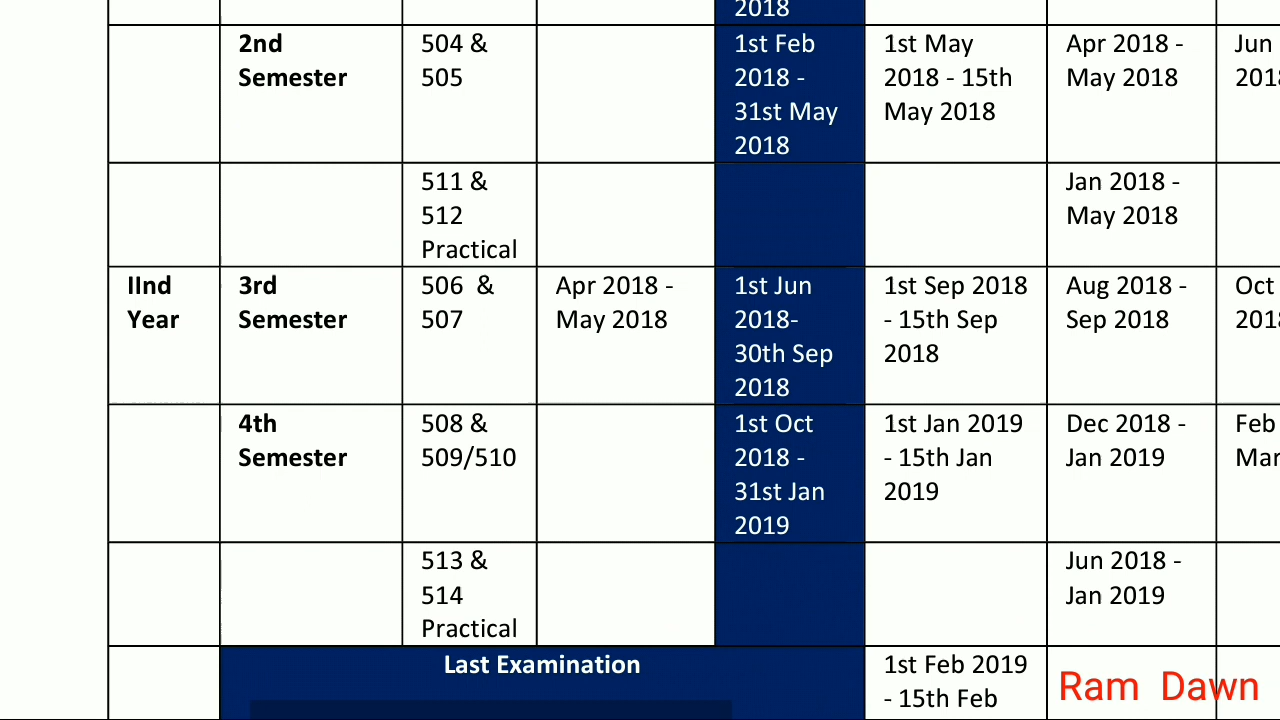 2018
2nd Semester
504 & 505
1st Feb 2018 - 31st May 2018
1st May 2018 - 15th May 2018
Apr 2018 - May 2018
Jun
511 & 512 Practical
Jan 2018 - May 2018
IInd Year
3rd Semester
506 & 507
Apr 2018 - May 2018
1st Jun 2018- 30th Sep 2018
1st Sep 2018 - 15th Sep 2018
Aug 2018 - Sep 2018
Oct
4th Semester
508 & 509/510
1st Oct 2018 - 31st Jan 2019
1st Jan 2019 - 15th Jan 2019
Dec 2018 - Jan 2019
Feb
513 & 514 Practical
Jun 2018 - Jan 2019
Last Examination
1st Feb 2019 - 15th Feb
Ram Dawn